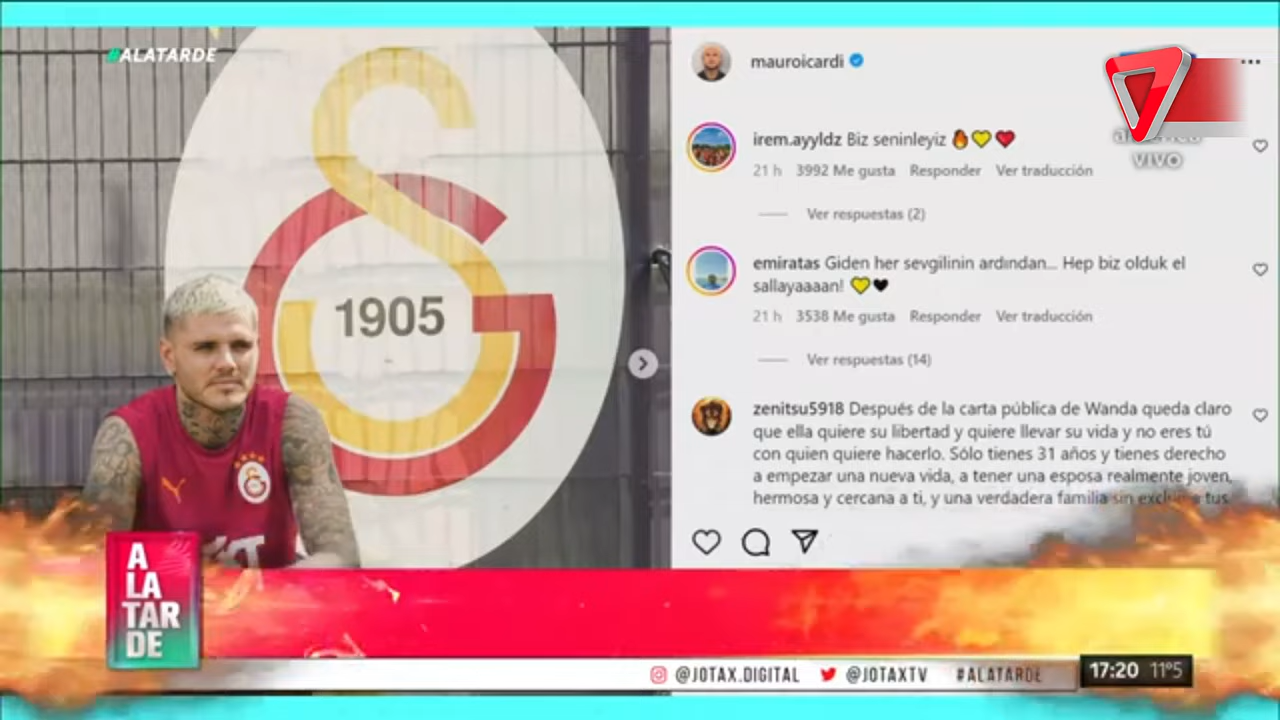 #ALATARDE
1905
mauroicardi
irem.ayyldz Biz seninleyiz
21 h 3992 Me gusta Responder Ver traducción
Ver respuestas (2)
emiratas Giden her sevgilinin ardından... Hep biz olduk el
sallayaaaan!
21 h 3538 Me gusta Responder Ver traducción
Ver respuestas (14)
zenitsu5918 Después de la carta pública de Wanda queda claro
que ella quiere su libertad y quiere llevar su vida y no eres tú
con quien quiere hacerlo. Sólo tienes 31 años y tienes derecho
a empezar una nueva vida, a tener una esposa realmente joven,
hermosa y cercana a ti, y una verdadera familia sin excluir a tus
VIVO
A
LA
TAR
DE
@JOTAX.DIGITAL @JOTAXTV #ALATARDE
17:20 11°5